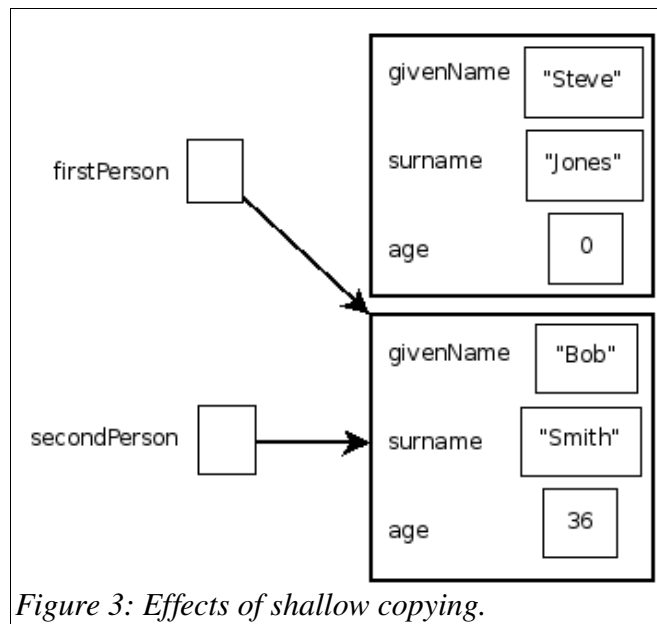 givenName "Steve"
firstPerson
surname "Jones"
age 0
givenName "Bob"
secondPerson
surname "Smith"
age 36
Figure 3: Effects of shallow copying.